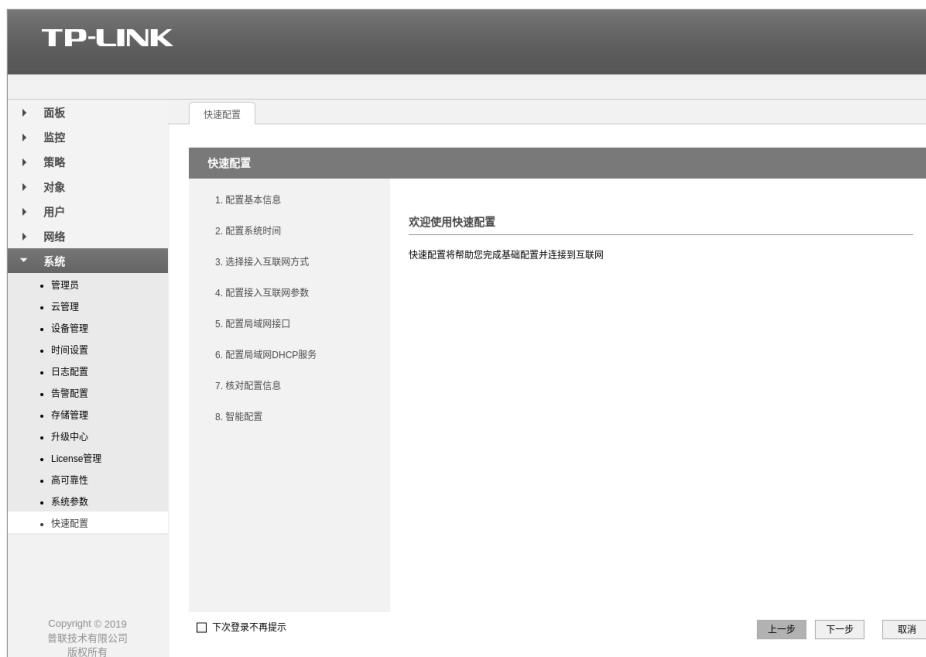 TP-LINK
面板
监控
策略
对象
用户
网络
系统
管理员
云管理
设备管理
时间设置
日志配置
告警配置
存储管理
升级中心
License管理
高可靠性
系统参数
快速配置
Copyright © 2019
普联技术有限公司
版权所有
快速配置
快速配置
1. 配置基本信息
2. 配置系统时间
3. 选择接入互联网方式
4. 配置接入互联网参数
5. 配置局域网接口
6. 配置局域网DHCP服务
7. 核对配置信息
8. 智能配置
欢迎使用快速配置
快速配置将帮助您完成基础配置并连接到互联网
下次登录不再提示
上一步 下一步 取消